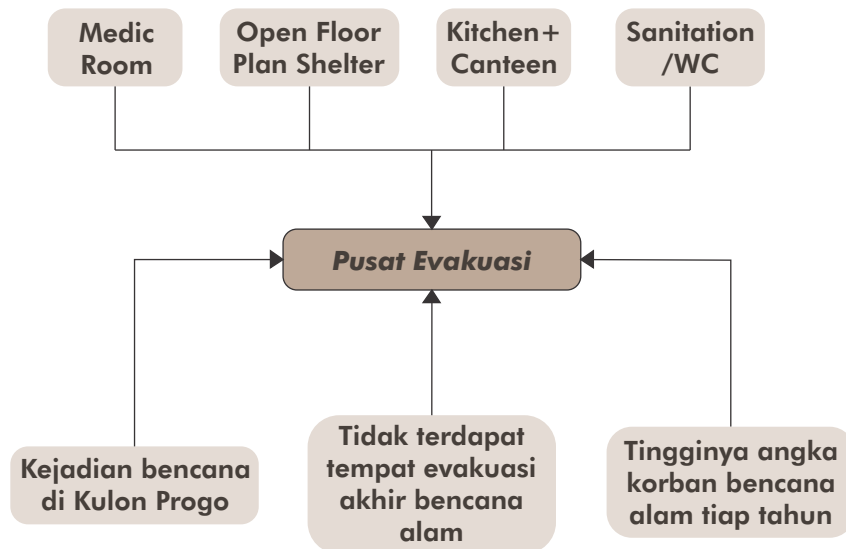 Medic
Room
Open Floor
Plan Shelter
Kitchen+
Canteen
Sanitation
/WC
Pusat Evakuasi
Kejadian bencana
di Kulon Progo
Tidak terdapat
tempat evakuasi
akhir bencana
alam
Tingginya angka
korban bencana
alam tiap tahun